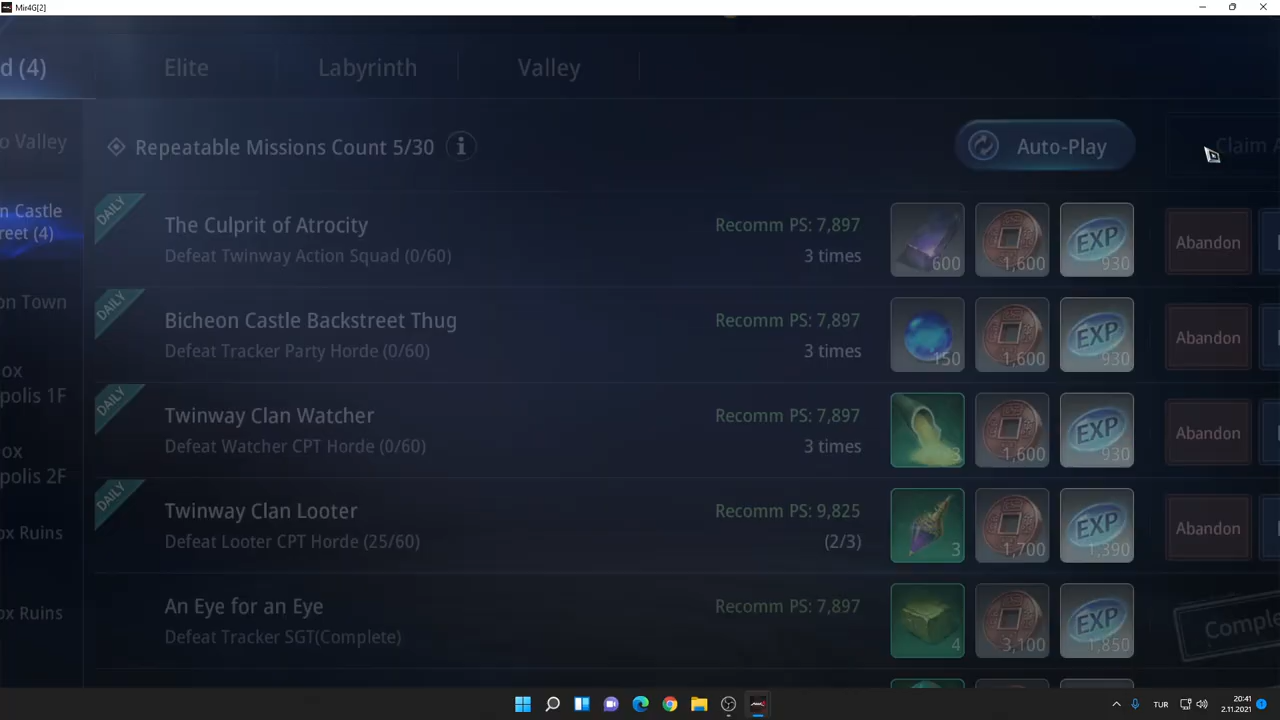 Mir4G[2]
d (4)
Elite
Labyrinth
Valley
o Valley
Repeatable Missions Count 5/30
Auto-Play
Claim A
n Castle
reet (4)
DAILY
The Culprit of Atrocity
Recomm PS: 7,897
Defeat Twinway Action Squad (0/60)
3 times
600
1,600
EXP
930
Abandon
on Town
DAILY
Bicheon Castle Backstreet Thug
Recomm PS: 7,897
Defeat Tracker Party Horde (0/60)
3 times
150
1,600
EXP
930
Abandon
ox
polis 1F
DAILY
Twinway Clan Watcher
Recomm PS: 7,897
Defeat Watcher CPT Horde (0/60)
3 times
3
1,600
EXP
930
Abandon
ox
polis 2F
DAILY
Twinway Clan Looter
Recomm PS: 9,825
Defeat Looter CPT Horde (25/60)
(2/3)
3
1,700
EXP
1,390
Abandon
ox Ruins
An Eye for an Eye
Recomm PS: 7,897
Defeat Tracker SGT(Complete)
4
3,100
EXP
1,850
Comple
ox Ruins
TUR
20:41
2.11.2021
1